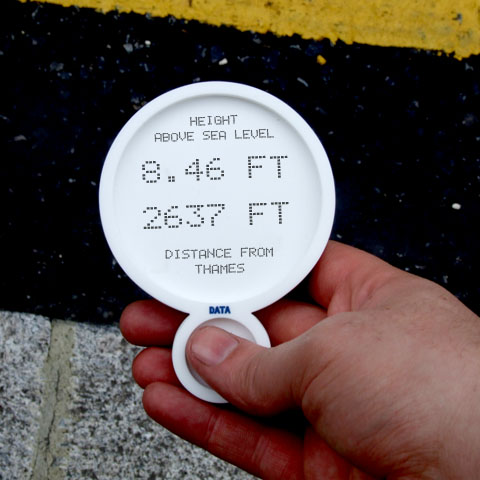 HEIGHT
ABOVE SEA LEVEL
8.46 FT
2637 FT
DISTANCE FROM
THAMES
DATA